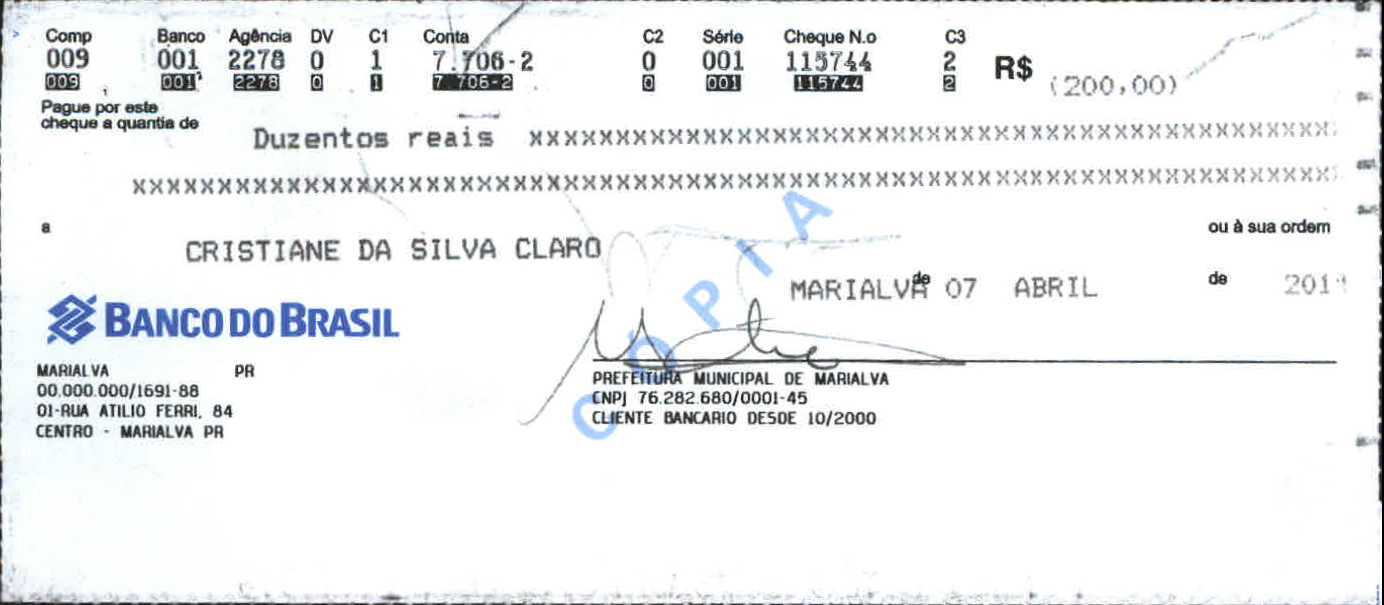 Comp Banco Agência DV C1 Conta C2 Série Cheque N.o C3
009 001 2278 0 1 7.706-2 0 001 115744 2 R$ (200,00)
009 001 2278 0 1 7 706-2 0 001 115744 2
Pague por este
cheque a quantia de
Duzentos reais xxxxxxxxxxxxxxxxxxxxxxxxxxxxxxxxxxxxxxxxxxxxxxx
xxxxxxxxxxxxxxxxxxxxxxxxxxxxxxxxxxxxxxxxxxxxxxxxxxxxxxxxxxxxxxxxxxxxxx
a ou à sua ordem
CRISTIANE DA SILVA CLARO
MARIALVA de 07 ABRIL de
BANCO DO BRASIL
MARIALVA PR
00.000.000/1691-88
01-RUA ATILIO FERRI, 84
CENTRO - MARIALVA PR
PREFEITURA MUNICIPAL DE MARIALVA
CNPJ 76.282.680/0001-45
CLIENTE BANCARIO DESDE 10/2000
CÓPIA